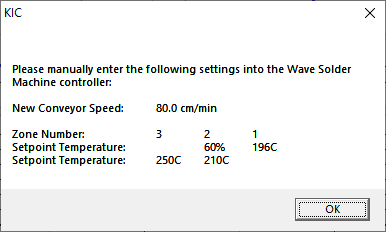 KIC
Please manually enter the following settings into the Wave Solder
Machine controller:
New Conveyor Speed: 80.0 cm/min
Zone Number: 3 2 1
Setpoint Temperature: 60% 196C
Setpoint Temperature: 250C 210C
OK